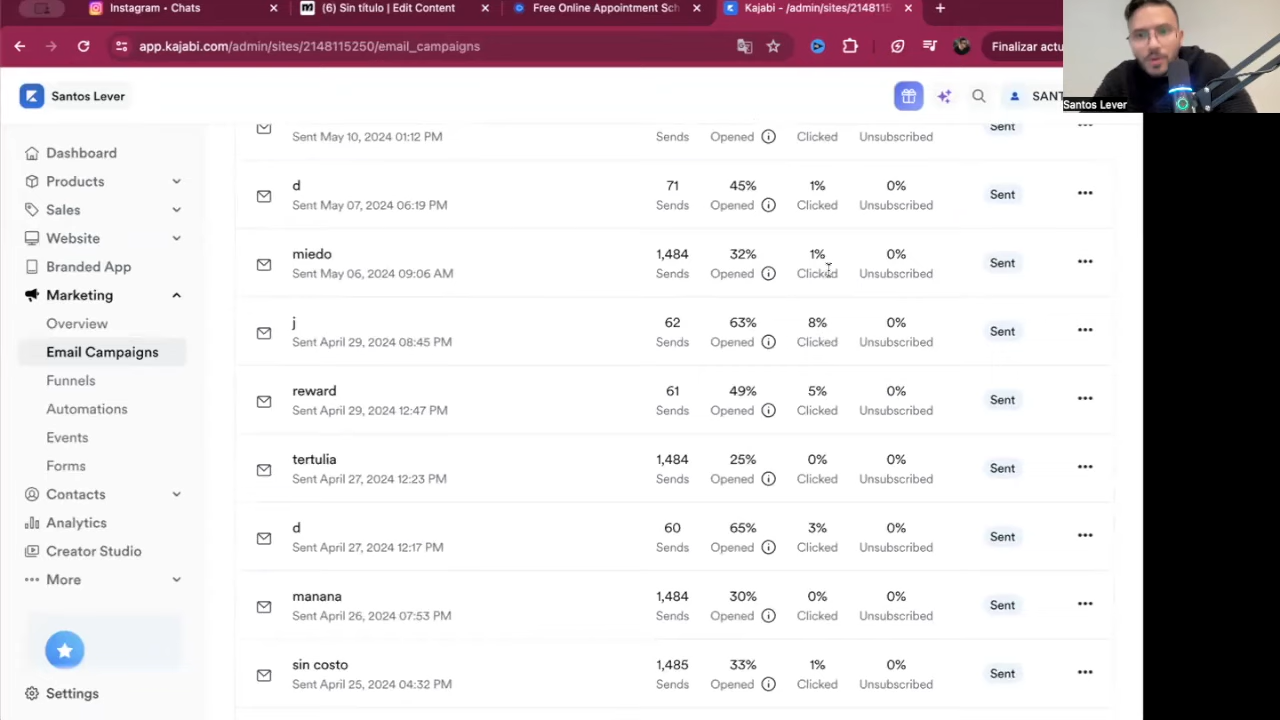 Instagram • Chats
(6) Sin título | Edit Content
Free Online Appointment Sch
Kajabi - /admin/sites/2148115
app.kajabi.com/admin/sites/2148115250/email_campaigns
Finalizar actu
Santos Lever
SANT
Santos Lever
Dashboard
Products
Sales
Website
Branded App
Marketing
Overview
Email Campaigns
Funnels
Automations
Events
Forms
Contacts
Analytics
Creator Studio
More
Settings
Sent May 10, 2024 01:12 PM Sends Opened Clicked Unsubscribed Sent
d 71 45% 1% 0%
Sent May 07, 2024 06:19 PM Sends Opened Clicked Unsubscribed Sent
miedo 1,484 32% 1% 0%
Sent May 06, 2024 09:06 AM Sends Opened Clicked Unsubscribed Sent
j 62 63% 8% 0%
Sent April 29, 2024 08:45 PM Sends Opened Clicked Unsubscribed Sent
reward 61 49% 5% 0%
Sent April 29, 2024 12:47 PM Sends Opened Clicked Unsubscribed Sent
tertulia 1,484 25% 0% 0%
Sent April 27, 2024 12:23 PM Sends Opened Clicked Unsubscribed Sent
d 60 65% 3% 0%
Sent April 27, 2024 12:17 PM Sends Opened Clicked Unsubscribed Sent
manana 1,484 30% 0% 0%
Sent April 26, 2024 07:53 PM Sends Opened Clicked Unsubscribed Sent
sin costo 1,485 33% 1% 0%
Sent April 25, 2024 04:32 PM Sends Opened Clicked Unsubscribed Sent